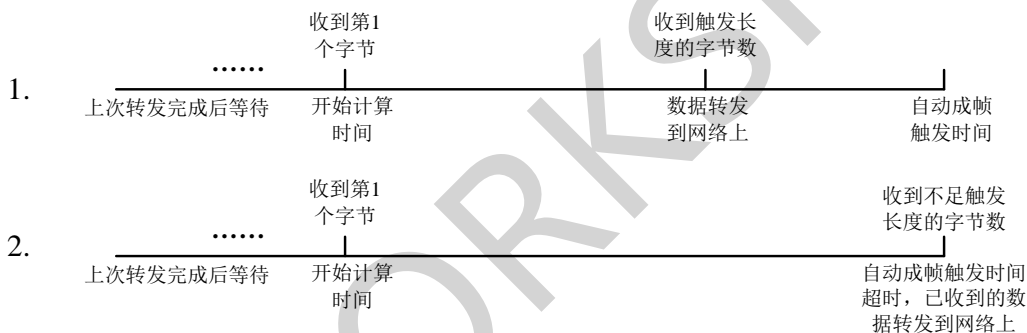 收到第1
个字节
收到触发长
度的字节数
......
1.
上次转发完成后等待
开始计算
时间
数据转发
到网络上
自动成帧
触发时间
收到第1
个字节
收到不足触发
长度的字节数
......
2.
上次转发完成后等待
开始计算
时间
自动成帧触发时间
超时，已收到的数
据转发到网络上